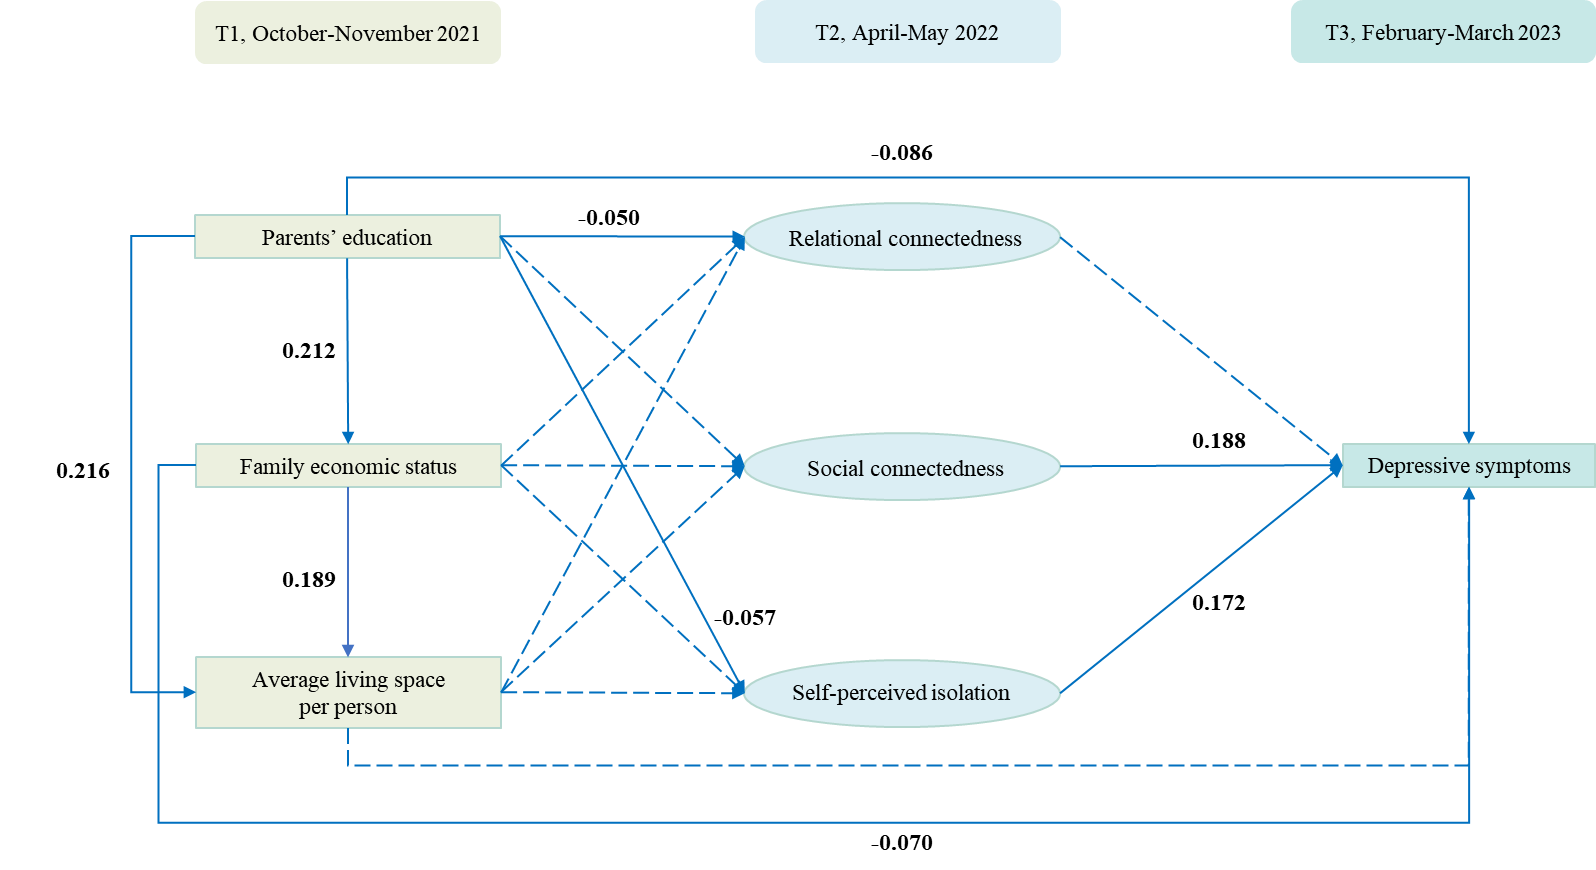 T1, October-November 2021
T2, April-May 2022
T3, February-March 2023
-0.086
-0.050
Parents’ education
Relational connectedness
0.212
0.188
0.216
Family economic status
Social connectedness
Depressive symptoms
0.189
0.172
-0.057
Average living space
per person
Self-perceived isolation
-0.070